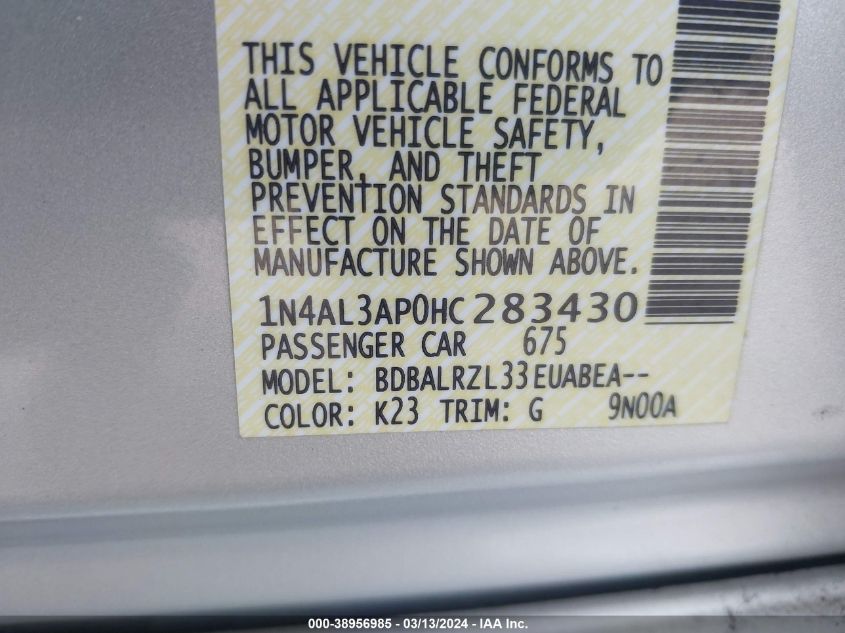 THIS VEHICLE CONFORMS TO
ALL APPLICABLE FEDERAL
MOTOR VEHICLE SAFETY,
BUMPER, AND THEFT
PREVENTION STANDARDS IN
EFFECT ON THE DATE OF
MANUFACTURE SHOWN ABOVE.
1N4AL3AP0HC283430
PASSENGER CAR 675
MODEL: BDBALRZL33EUABEA--
COLOR: K23 TRIM: G 9N00A
000-38956985 - 03/13/2024 - IAA Inc.